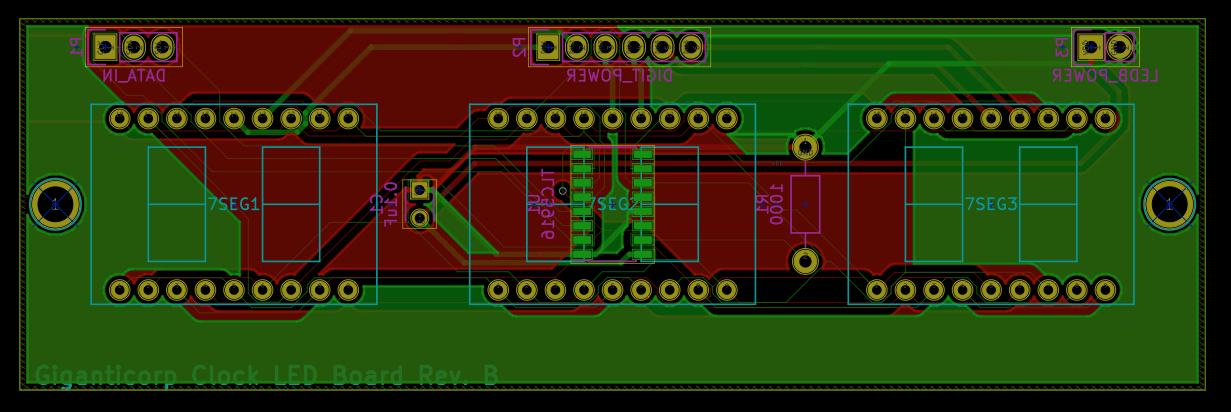 P1
DATA_IN
P2
DIGIT_POWER
P3
LEDB_POWER
7SEG1
C1
0.1uF
U1
TLC5916
7SEG2
R1
1000
7SEG3
1
1
Giganticorp Clock LED Board Rev. B